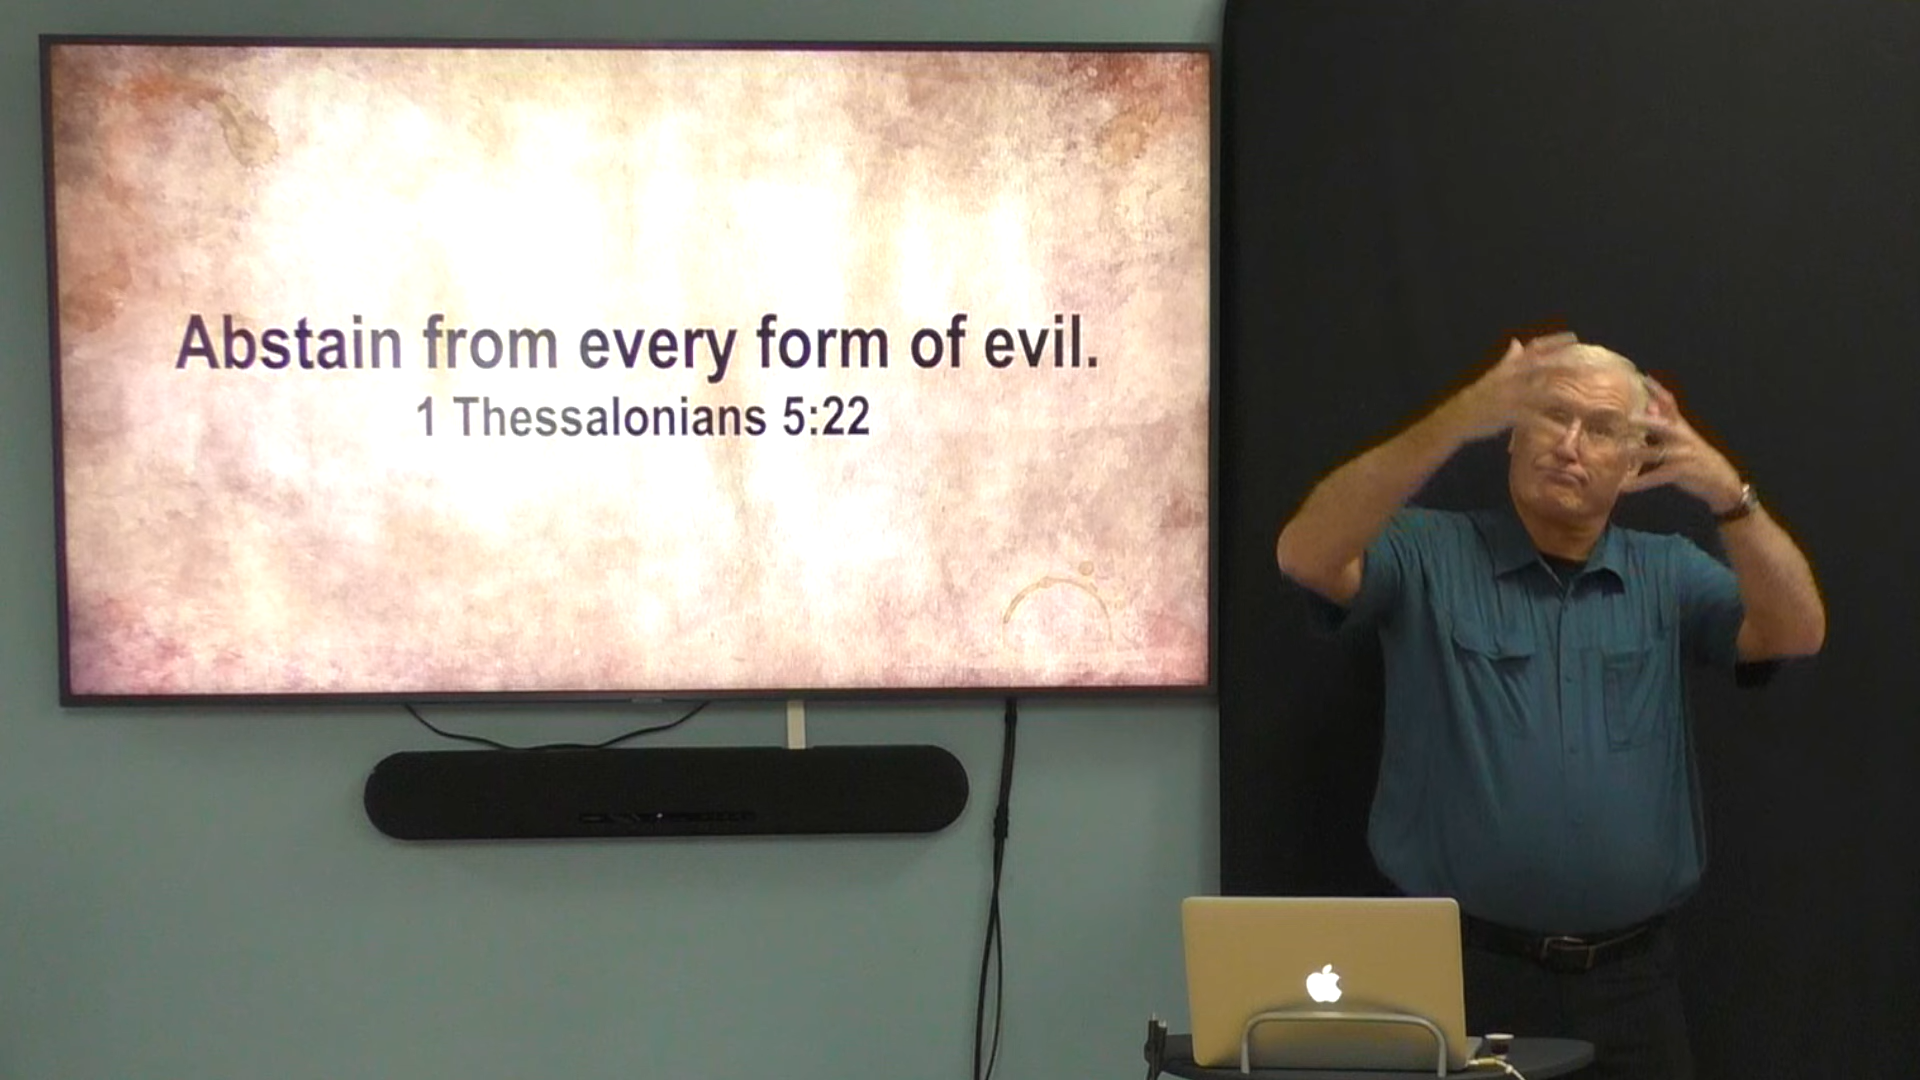 Abstain from every form of evil.
1 Thessalonians 5:22